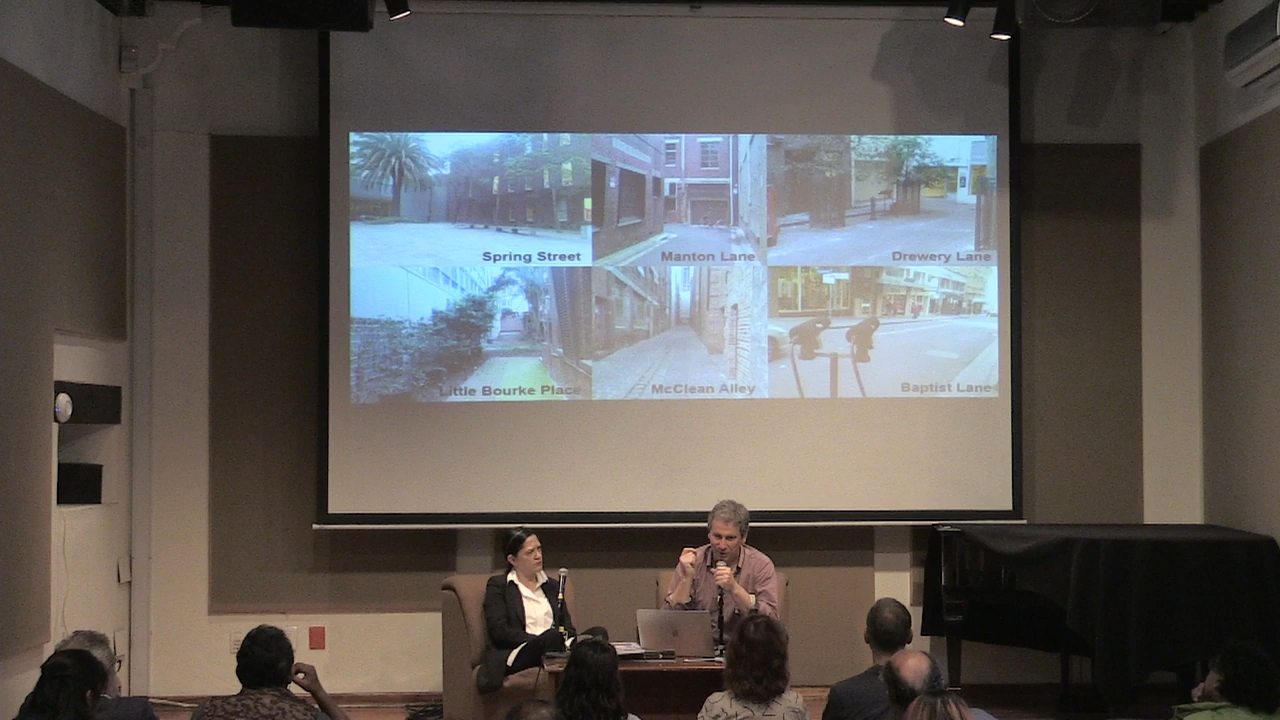 Spring Street
Manton Lane
Drewery Lane
Little Bourke Place
McClean Alley
Baptist Lane